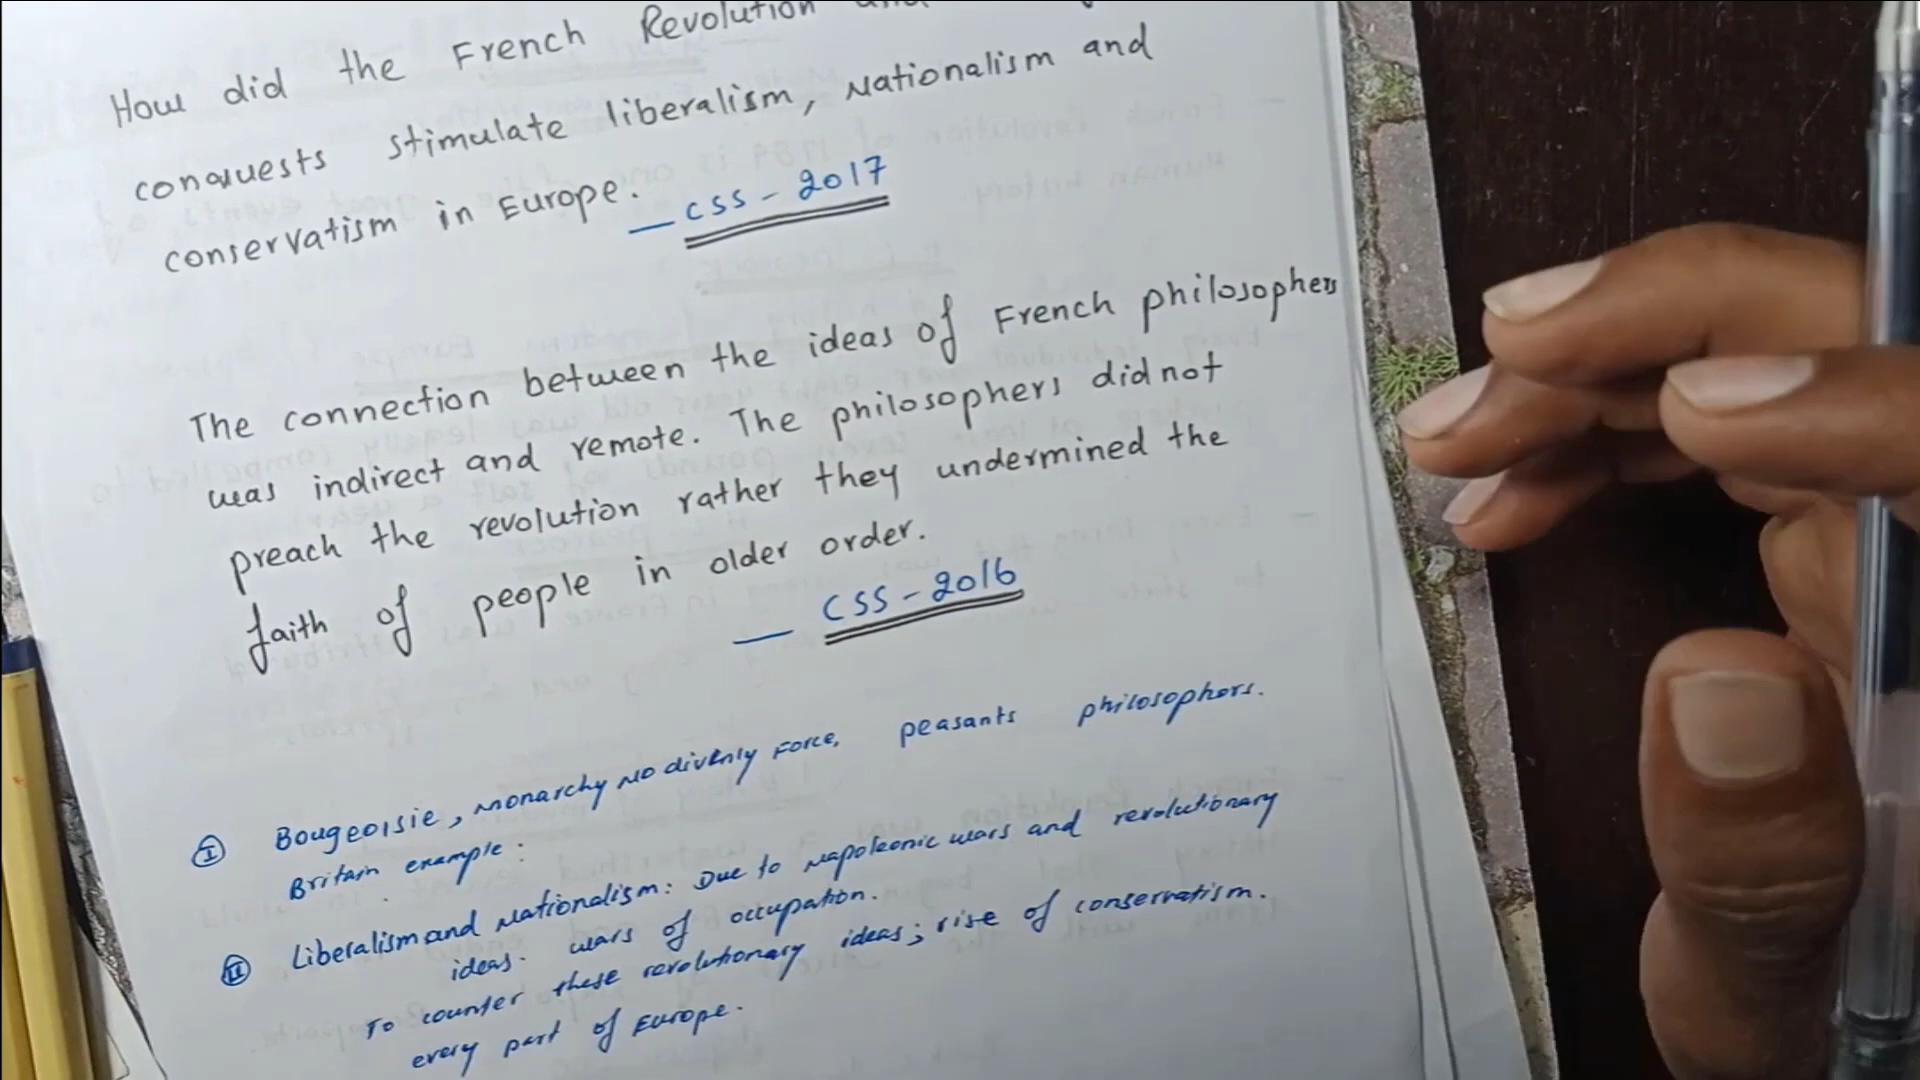 How did the French Revolution and
conquests stimulate liberalism, Nationalism and
conservatism in Europe.
— CSS - 2017
The connection between the ideas of French philosophers
was indirect and remote. The philosophers did not
preach the revolution rather they undermined the
faith of people in older order.
— CSS - 2016
I Bougeoisie, monarchy no divenly force, peasants philosophers.
Britain example:
II Liberalism and Nationalism: Due to napoleonic wars and revolutionary
ideas. wars of occupation.
To counter these revolutionary ideas; rise of conservatism.
every part of Europe.